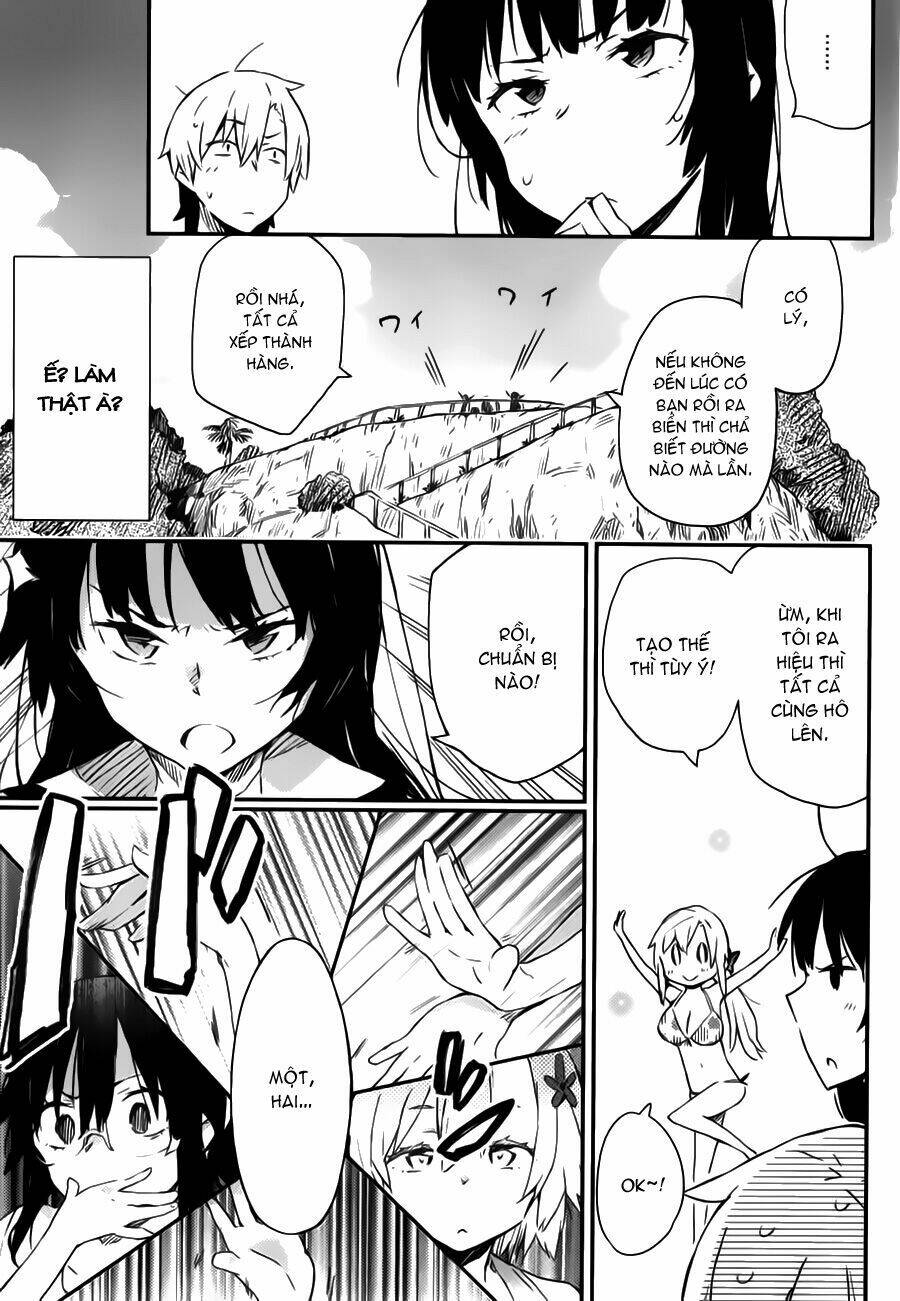 ........
CÓ
LÝ,
NẾU KHÔNG
ĐẾN LÚC CÓ
BẠN RỒI RA
BIỂN THÌ CHẢ
BIẾT ĐƯỜNG
NÀO MÀ LẦN.
ワイ
ワイ
RỒI NHÁ,
TẤT CẢ
XẾP THÀNH
HÀNG.
Ế? LÀM
THẬT À?
ỪM, KHI
TÔI RA
HIỆU THÌ
TẤT CẢ
CÙNG HÔ
LÊN.
TẠO THẾ
THÌ TÙY Ý!
OK~!
RỒI,
CHUẨN BỊ
NÀO!
MỘT,
HAI...